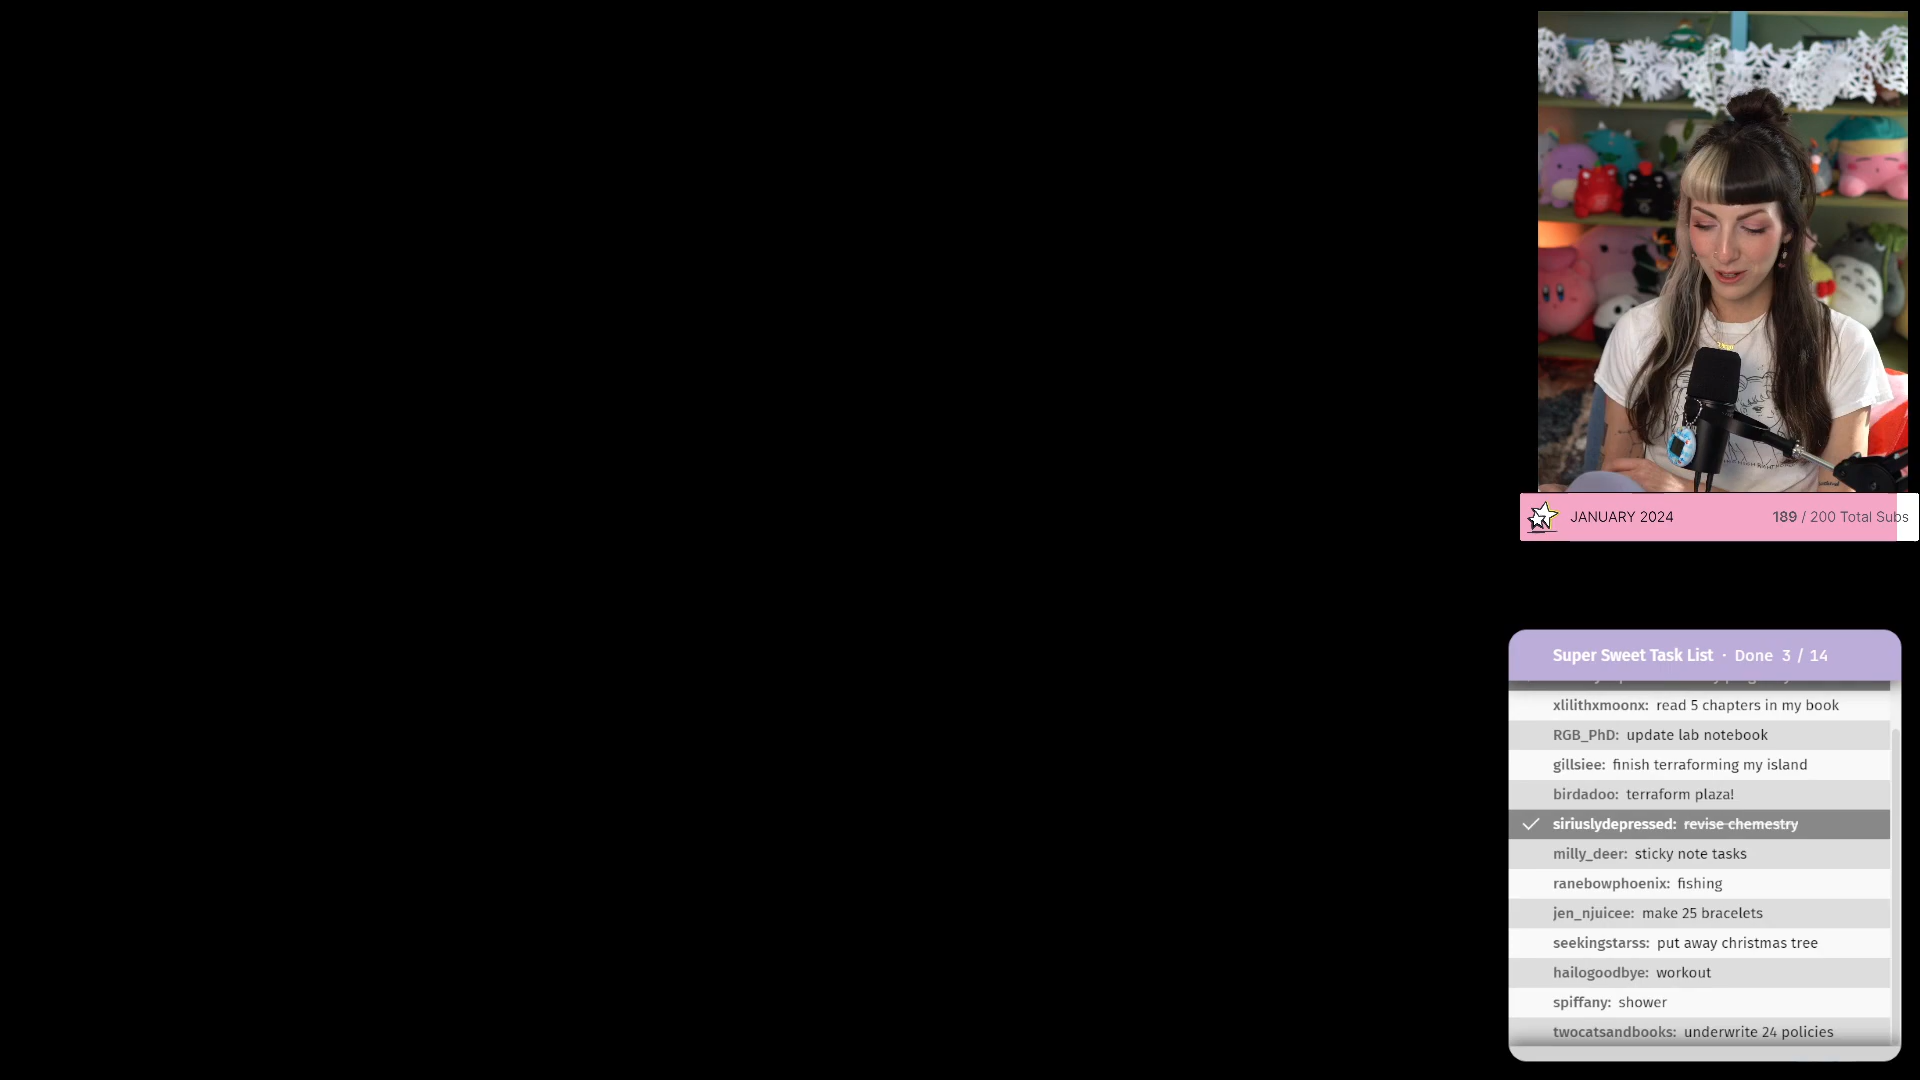 JANUARY 2024
189 / 200 Total Subs
Super Sweet Task List · Done 3 / 14
xlilithxmoonx: read 5 chapters in my book
RGB_PhD: update lab notebook
gillsiee: finish terraforming my island
birdadoo: terraform plaza!
siriuslydepressed: revise chemestry
milly_deer: sticky note tasks
ranebowphoenix: fishing
jen_njuicee: make 25 bracelets
seekingstarss: put away christmas tree
hailogoodbye: workout
spiffany: shower
twocatsandbooks: underwrite 24 policies